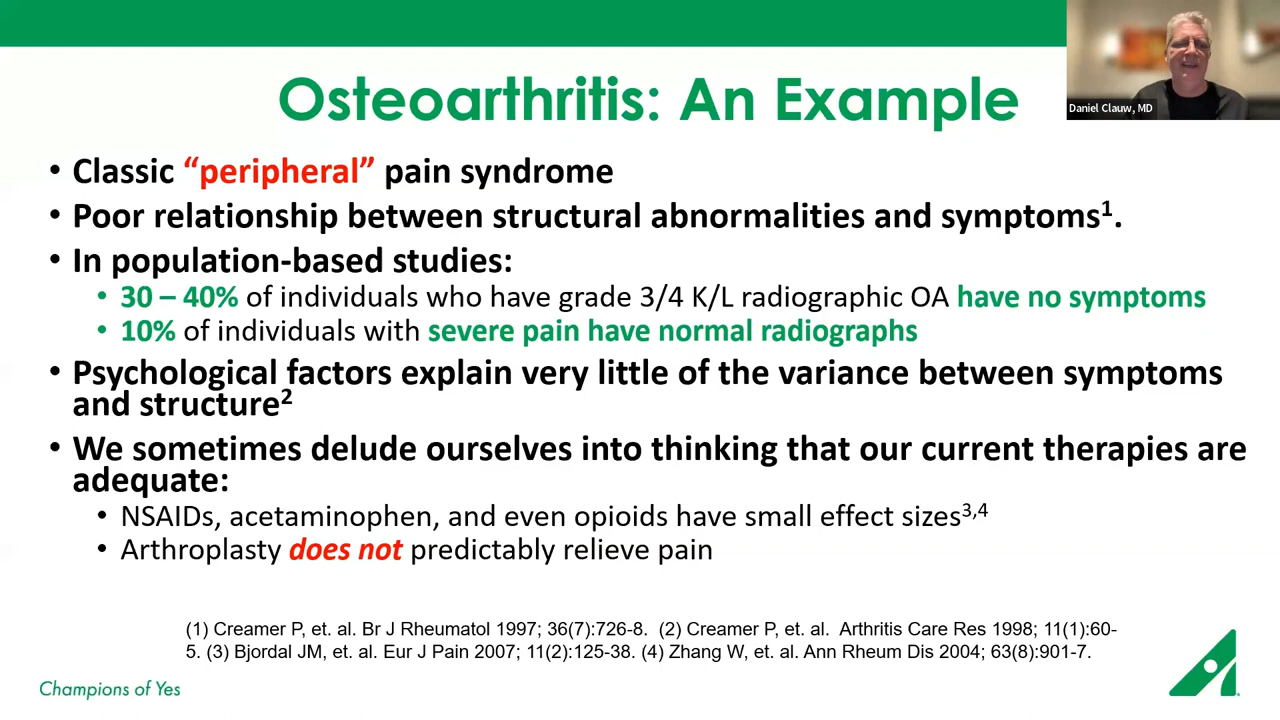 Osteoarthritis: An Example
Daniel Clauw, MD
• Classic “peripheral” pain syndrome
• Poor relationship between structural abnormalities and symptoms¹.
• In population-based studies:
• 30 – 40% of individuals who have grade 3/4 K/L radiographic OA have no symptoms
• 10% of individuals with severe pain have normal radiographs
• Psychological factors explain very little of the variance between symptoms
and structure²
• We sometimes delude ourselves into thinking that our current therapies are
adequate:
• NSAIDs, acetaminophen, and even opioids have small effect sizes³,⁴
• Arthroplasty does not predictably relieve pain
(1) Creamer P, et. al. Br J Rheumatol 1997; 36(7):726-8. (2) Creamer P, et. al. Arthritis Care Res 1998; 11(1):60-
5. (3) Bjordal JM, et. al. Eur J Pain 2007; 11(2):125-38. (4) Zhang W, et. al. Ann Rheum Dis 2004; 63(8):901-7.
Champions of Yes